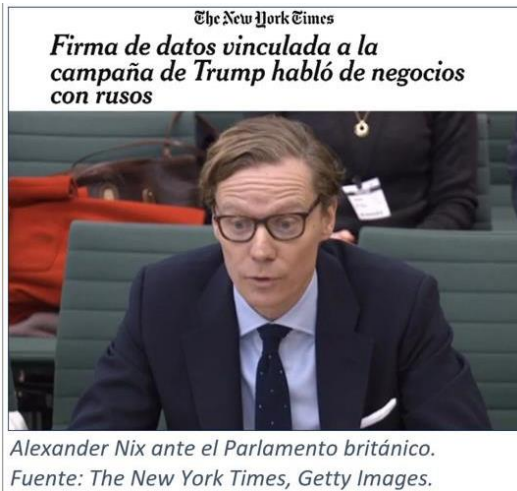 The New York Times
Firma de datos vinculada a la
campaña de Trump habló de negocios
con rusos
Alexander Nix ante el Parlamento británico.
Fuente: The New York Times, Getty Images.